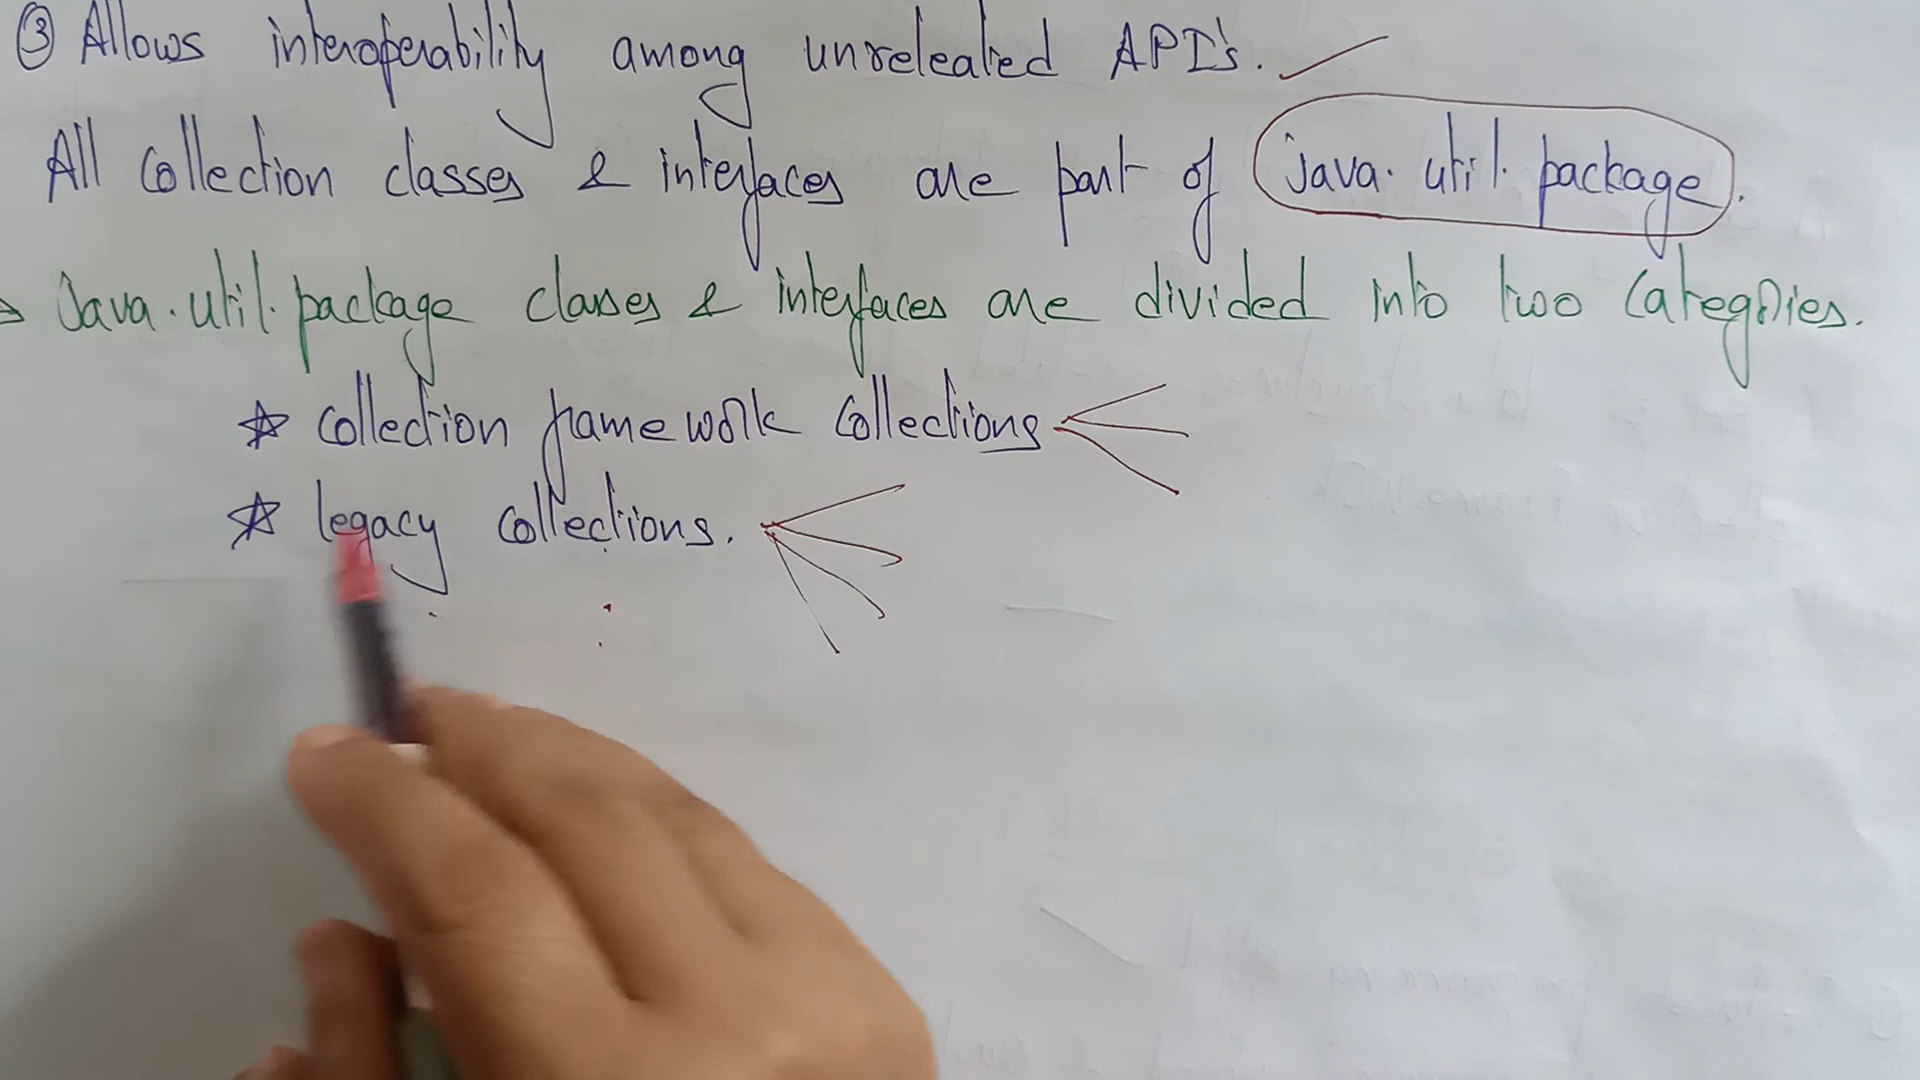 ③ Allows interoperability among unreleated API's.
All Collection classes & interfaces are part of java.util.package.
Java.util.package classes & interfaces are divided into two Categories.
☆ Collection framework Collections
☆ legacy collections.